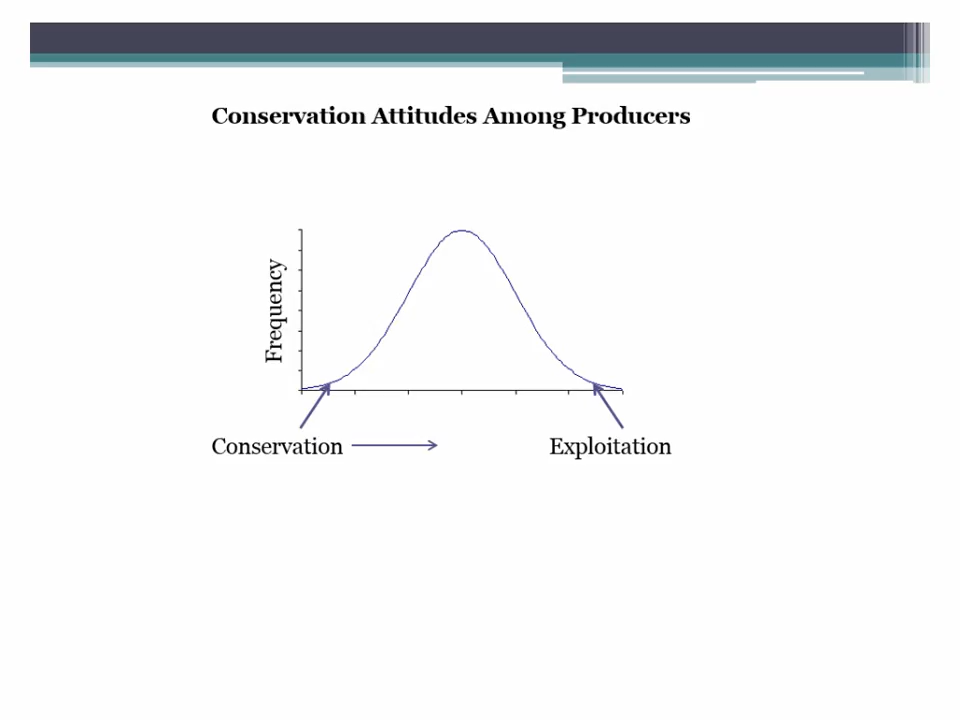 Conservation Attitudes Among Producers
Frequency
Conservation
Exploitation